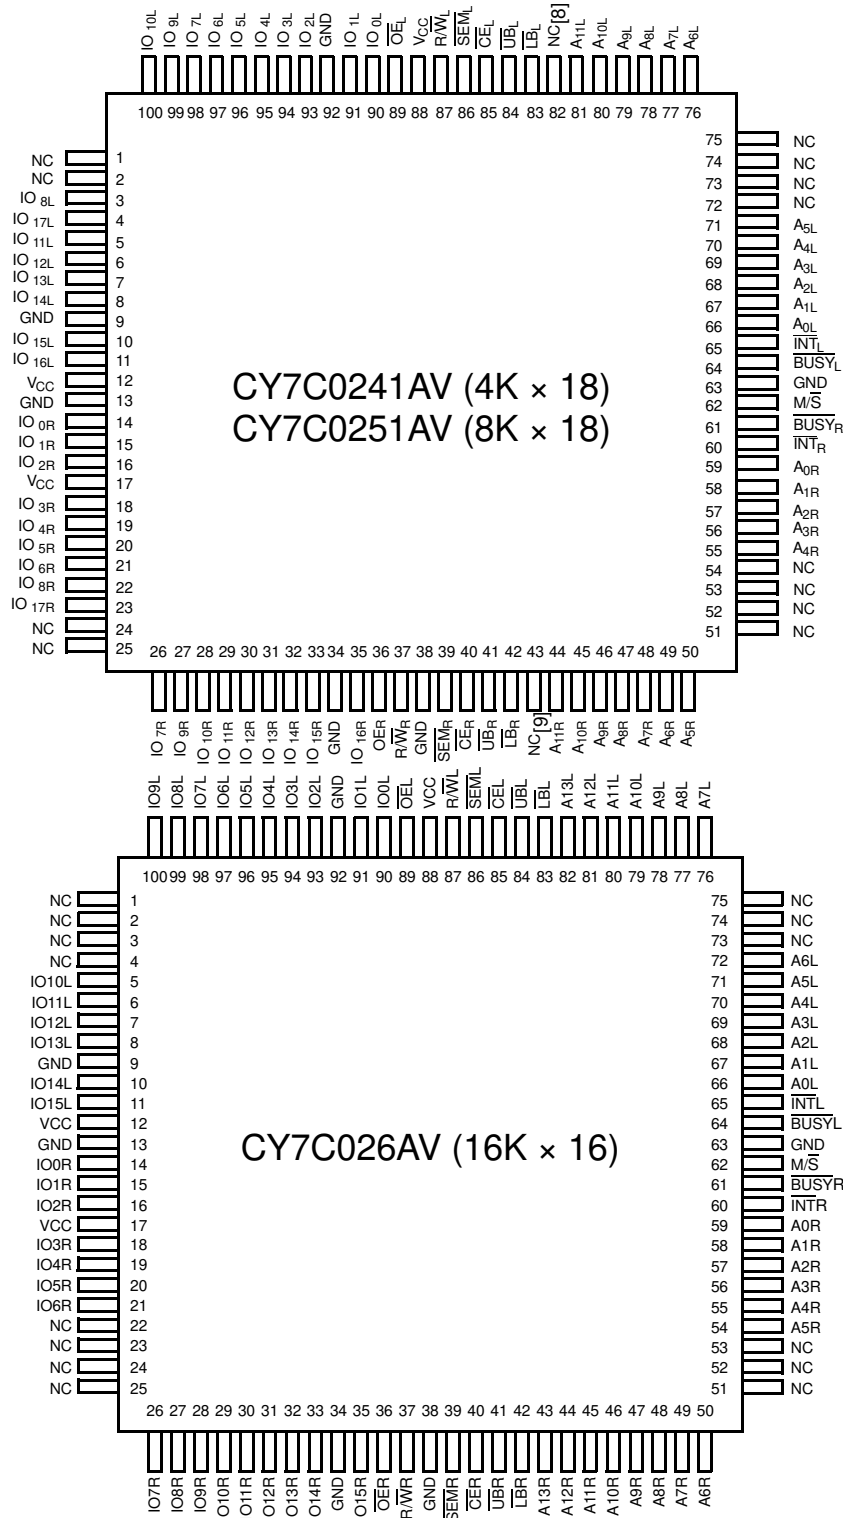 IO 10L
IO 9L
IO 8L
IO 7L
IO 6L
IO 5L
IO 4L
IO 3L
IO 2L
GND
IO 1L
IO 0L
OEL
VCC
R/WL
SEML
CEL
UBL
LBL
NC[8]
A11L
A10L
A9L
A8L
A7L
A6L
100 99 98 97 96 95 94 93 92 91 90 89 88 87 86 85 84 83 82 81 80 79 78 77 76
NC 1
NC 2
IO 8L 3
IO 17L 4
IO 11L 5
IO 12L 6
IO 13L 7
IO 14L 8
GND 9
IO 15L 10
IO 16L 11
VCC 12
GND 13
IO 0R 14
IO 1R 15
IO 2R 16
VCC 17
IO 3R 18
IO 4R 19
IO 5R 20
IO 6R 21
IO 8R 22
IO 17R 23
NC 24
NC 25
CY7C0241AV (4K × 18)
CY7C0251AV (8K × 18)
75 NC
74 NC
73 NC
72 NC
71 A5L
70 A4L
69 A3L
68 A2L
67 A1L
66 A0L
65 INTL
64 BUSYL
63 GND
62 M/S
61 BUSYR
60 INTR
59 A0R
58 A1R
57 A2R
56 A3R
55 A4R
54 NC
53 NC
52 NC
51 NC
26 27 28 29 30 31 32 33 34 35 36 37 38 39 40 41 42 43 44 45 46 47 48 49 50
IO 7R
IO 9R
IO 10R
IO 11R
IO 12R
IO 13R
IO 14R
IO 15R
GND
IO 16R
OER
R/WR
GND
SEMR
CER
UBR
LBR
NC[9]
A11R
A10R
A9R
A8R
A7R
A6R
A5R
IO9L
IO8L
IO7L
IO6L
IO5L
IO4L
IO3L
IO2L
GND
IO1L
IO0L
OEL
VCC
R/WL
SEML
CEL
UBL
LBL
A13L
A12L
A11L
A10L
A9L
A8L
A7L
100 99 98 97 96 95 94 93 92 91 90 89 88 87 86 85 84 83 82 81 80 79 78 77 76
NC 1
NC 2
NC 3
NC 4
IO10L 5
IO11L 6
IO12L 7
IO13L 8
GND 9
IO14L 10
IO15L 11
VCC 12
GND 13
IO0R 14
IO1R 15
IO2R 16
VCC 17
IO3R 18
IO4R 19
IO5R 20
IO6R 21
NC 22
NC 23
NC 24
NC 25
CY7C026AV (16K × 16)
75 NC
74 NC
73 NC
72 A6L
71 A5L
70 A4L
69 A3L
68 A2L
67 A1L
66 A0L
65 INTL
64 BUSYL
63 GND
62 M/S
61 BUSYR
60 INTR
59 A0R
58 A1R
57 A2R
56 A3R
55 A4R
54 A5R
53 NC
52 NC
51 NC
26 27 28 29 30 31 32 33 34 35 36 37 38 39 40 41 42 43 44 45 46 47 48 49 50
IO7R
IO8R
IO9R
O10R
O11R
O12R
O13R
O14R
GND
O15R
OER
R/WR
GND
SEMR
CER
UBR
LBR
A13R
A12R
A11R
A10R
A9R
A8R
A7R
A6R